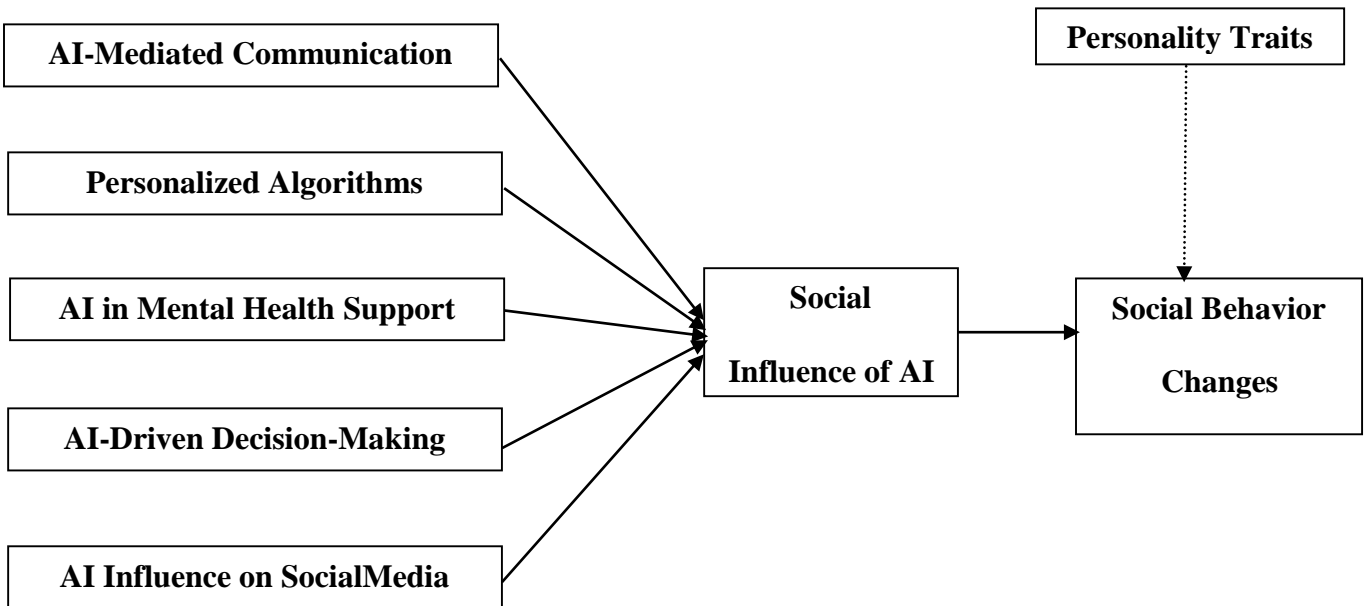 AI-Mediated Communication
Personality Traits
Personalized Algorithms
AI in Mental Health Support
Social
Influence of AI
Social Behavior
Changes
AI-Driven Decision-Making
AI Influence on SocialMedia